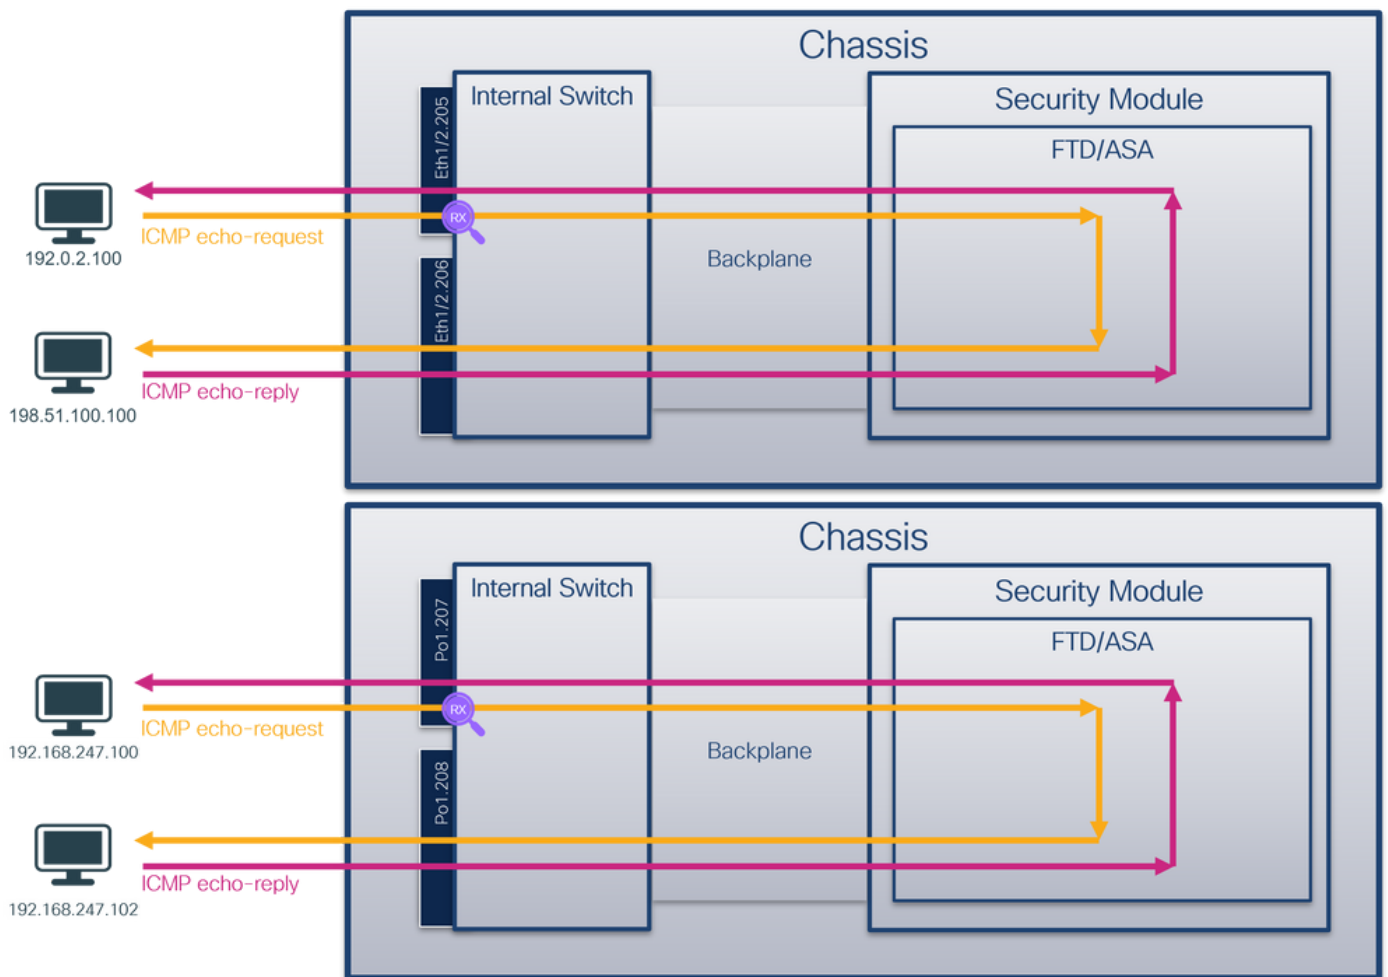 Chassis
Internal Switch
Security Module
FTD/ASA
Eth1/2.205
RX
ICMP echo-request
192.0.2.100
Backplane
Eth1/2.206
ICMP echo-reply
198.51.100.100
Chassis
Internal Switch
Security Module
FTD/ASA
Po1.207
RX
ICMP echo-request
192.168.247.100
Backplane
Po1.208
ICMP echo-reply
192.168.247.102